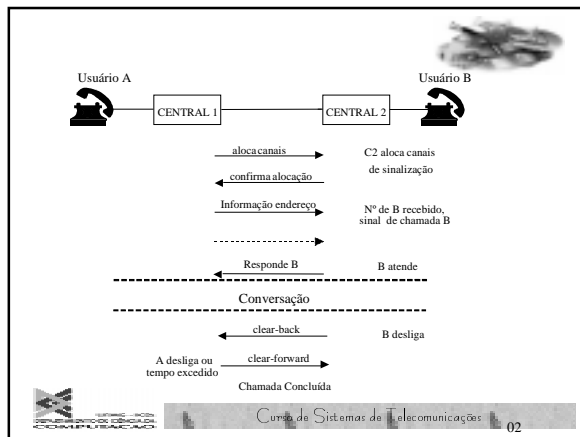 Usuário A
Usuário B
CENTRAL 1
CENTRAL 2
aloca canais
C2 aloca canais
de sinalização
confirma alocação
Informação endereço
Nº de B recebido,
sinal de chamada B
Responde B
B atende
Conversação
clear-back
B desliga
A desliga ou
tempo excedido
clear-forward
Chamada Concluída
Curso de Sistemas de Telecomunicações
02